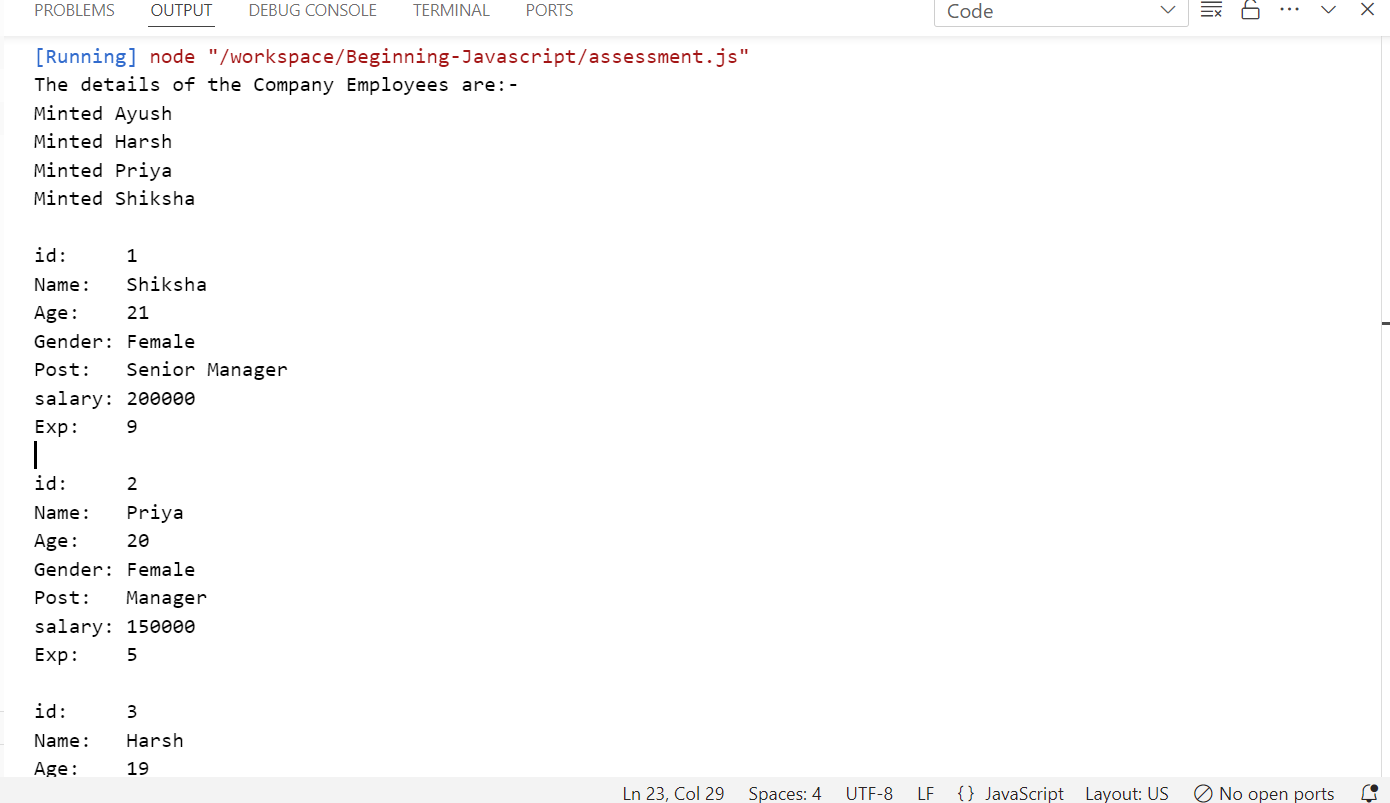 PROBLEMS OUTPUT DEBUG CONSOLE TERMINAL PORTS Code
[Running] node "/workspace/Beginning-Javascript/assessment.js"
The details of the Company Employees are:-
Minted Ayush
Minted Harsh
Minted Priya
Minted Shiksha
id: 1
Name: Shiksha
Age: 21
Gender: Female
Post: Senior Manager
salary: 200000
Exp: 9
id: 2
Name: Priya
Age: 20
Gender: Female
Post: Manager
salary: 150000
Exp: 5
id: 3
Name: Harsh
Age: 19
Ln 23, Col 29 Spaces: 4 UTF-8 LF {} JavaScript Layout: US No open ports